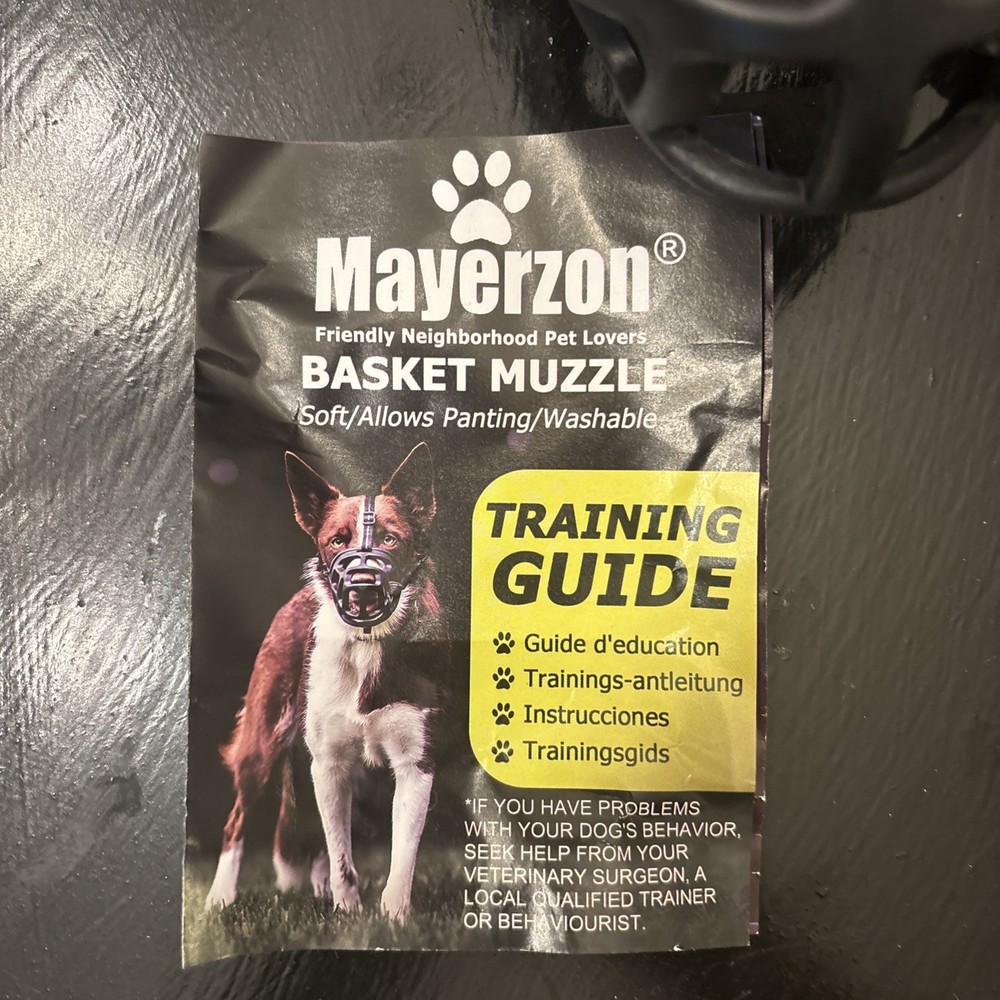 Mayerzon®
Friendly Neighborhood Pet Lovers
BASKET MUZZLE
Soft/Allows Panting/Washable
TRAINING
GUIDE
Guide d'education
Trainings-antleitung
Instrucciones
Trainingsgids
*IF YOU HAVE PROBLEMS
WITH YOUR DOG'S BEHAVIOR,
SEEK HELP FROM YOUR
VETERINARY SURGEON, A
LOCAL QUALIFIED TRAINER
OR BEHAVIOURIST.